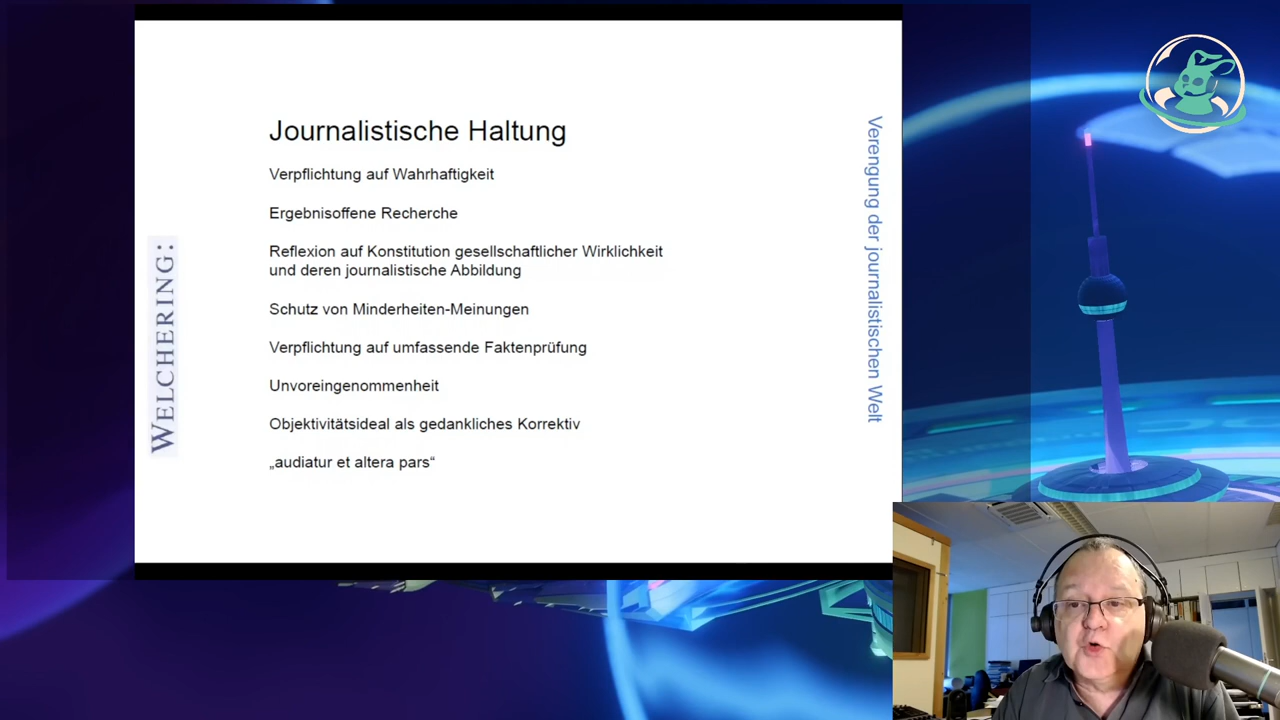 Journalistische Haltung
Verpflichtung auf Wahrhaftigkeit
Ergebnisoffene Recherche
Reflexion auf Konstitution gesellschaftlicher Wirklichkeit
und deren journalistische Abbildung
Schutz von Minderheiten-Meinungen
Verpflichtung auf umfassende Faktenprüfung
Unvoreingenommenheit
Objektivitätsideal als gedankliches Korrektiv
„audiatur et altera pars“
WELCHERING:
Verengung der journalistischen Welt